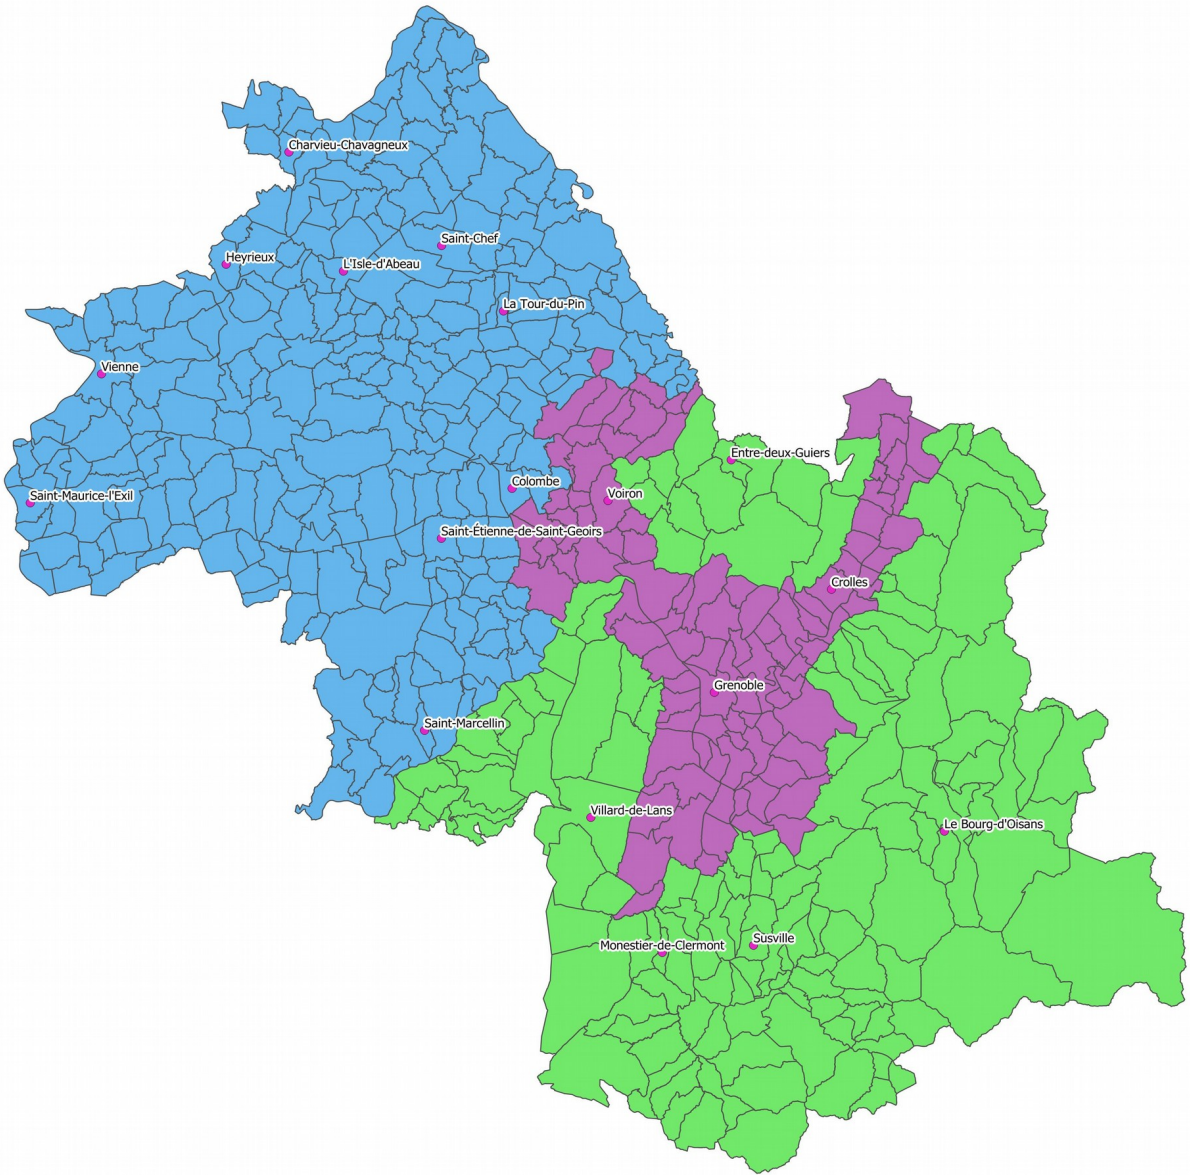 Charvieu-Chavagneux
Saint-Chef
Heyrieux
L'Isle-d'Abeau
La Tour-du-Pin
Vienne
Entre-deux-Guiers
Colombe
Voiron
Saint-Maurice-l'Exil
Saint-Étienne-de-Saint-Geoirs
Crolles
Grenoble
Saint-Marcellin
Villard-de-Lans
Le Bourg-d'Oisans
Susville
Monestier-de-Clermont